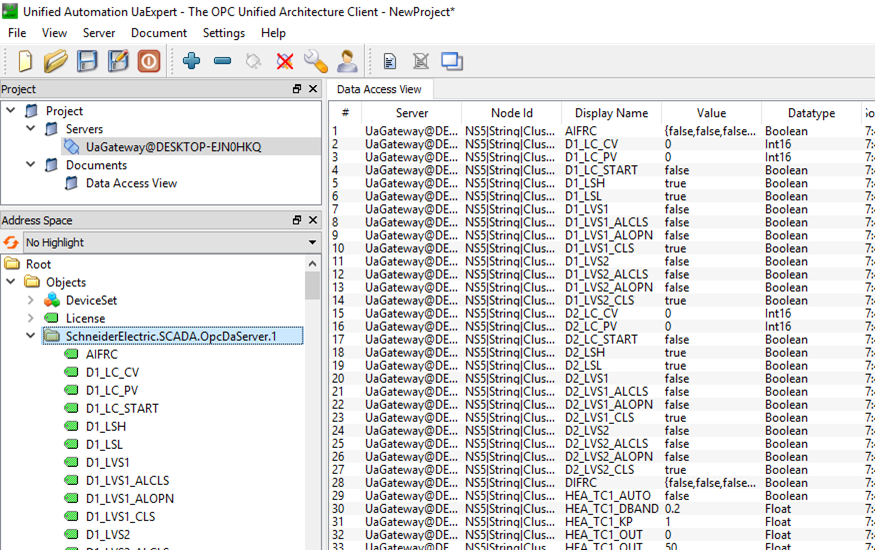 Unified Automation UaExpert - The OPC Unified Architecture Client - NewProject*
File View Server Document Settings Help
Project
Project
Servers
UaGateway@DESKTOP-EJN0HKQ
Documents
Data Access View
Address Space
No Highlight
Root
Objects
DeviceSet
License
SchneiderElectric.SCADA.OpcDaServer.1
AIFRC
D1_LC_CV
D1_LC_PV
D1_LC_START
D1_LSH
D1_LSL
D1_LVS1
D1_LVS1_ALCLS
D1_LVS1_ALOPN
D1_LVS1_CLS
D1_LVS2
D1_LVS2_ALCLS
Data Access View
# Server Node Id Display Name Value Datatype
1 UaGateway@DE... NS5|String|Clus... AIFRC {false,false,false... Boolean 7:
2 UaGateway@DE... NS5|String|Clus... D1_LC_CV 0 Int16 7:
3 UaGateway@DE... NS5|String|Clus... D1_LC_PV 0 Int16 7:
4 UaGateway@DE... NS5|String|Clus... D1_LC_START false Boolean 7:
5 UaGateway@DE... NS5|String|Clus... D1_LSH true Boolean 7:
6 UaGateway@DE... NS5|String|Clus... D1_LSL true Boolean 7:
7 UaGateway@DE... NS5|String|Clus... D1_LVS1 false Boolean 7:
8 UaGateway@DE... NS5|String|Clus... D1_LVS1_ALCLS false Boolean 7:
9 UaGateway@DE... NS5|String|Clus... D1_LVS1_ALOPN false Boolean 7:
10 UaGateway@DE... NS5|String|Clus... D1_LVS1_CLS true Boolean 7:
11 UaGateway@DE... NS5|String|Clus... D1_LVS2 false Boolean 7:
12 UaGateway@DE... NS5|String|Clus... D1_LVS2_ALCLS false Boolean 7:
13 UaGateway@DE... NS5|String|Clus... D1_LVS2_ALOPN false Boolean 7:
14 UaGateway@DE... NS5|String|Clus... D1_LVS2_CLS true Boolean 7:
15 UaGateway@DE... NS5|String|Clus... D2_LC_CV 0 Int16 7:
16 UaGateway@DE... NS5|String|Clus... D2_LC_PV 0 Int16 7:
17 UaGateway@DE... NS5|String|Clus... D2_LC_START false Boolean 7:
18 UaGateway@DE... NS5|String|Clus... D2_LSH true Boolean 7:
19 UaGateway@DE... NS5|String|Clus... D2_LSL true Boolean 7:
20 UaGateway@DE... NS5|String|Clus... D2_LVS1 false Boolean 7:
21 UaGateway@DE... NS5|String|Clus... D2_LVS1_ALCLS false Boolean 7:
22 UaGateway@DE... NS5|String|Clus... D2_LVS1_ALOPN false Boolean 7:
23 UaGateway@DE... NS5|String|Clus... D2_LVS1_CLS true Boolean 7:
24 UaGateway@DE... NS5|String|Clus... D2_LVS2 false Boolean 7:
25 UaGateway@DE... NS5|String|Clus... D2_LVS2_ALCLS false Boolean 7:
26 UaGateway@DE... NS5|String|Clus... D2_LVS2_ALOPN false Boolean 7:
27 UaGateway@DE... NS5|String|Clus... D2_LVS2_CLS true Boolean 7:
28 UaGateway@DE... NS5|String|Clus... DIFRC {false,false,false... Boolean 7:
29 UaGateway@DE... NS5|String|Clus... HEA_TC1_AUTO false Boolean 7:
30 UaGateway@DE... NS5|String|Clus... HEA_TC1_DBAND 0.2 Float 7:
31 UaGateway@DE... NS5|String|Clus... HEA_TC1_KP 1 Float 7:
32 UaGateway@DE... NS5|String|Clus... HEA_TC1_OUT 0 Float 7:
33 UaGateway@DE... NS5|String|Clus... HEA_TC1_OUT 50 Float 7: